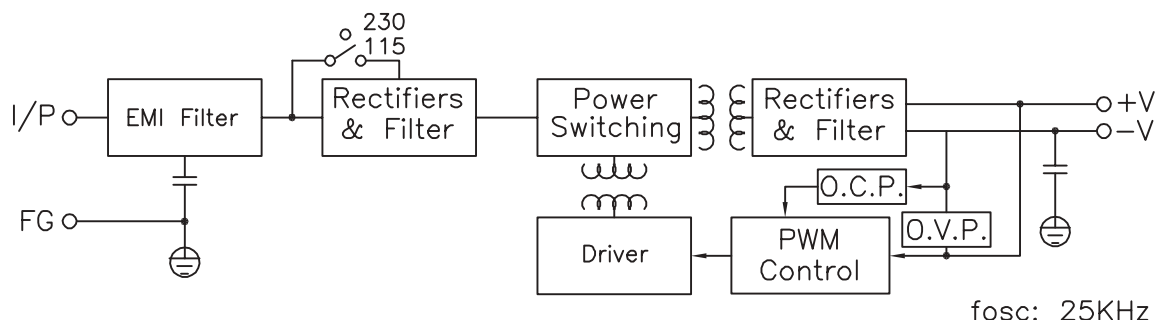 230
115
I/P
EMI Filter
Rectifiers
& Filter
Power
Switching
Rectifiers
& Filter
+V
-V
O.C.P.
FG
O.V.P.
Driver
PWM
Control
fosc: 25KHz